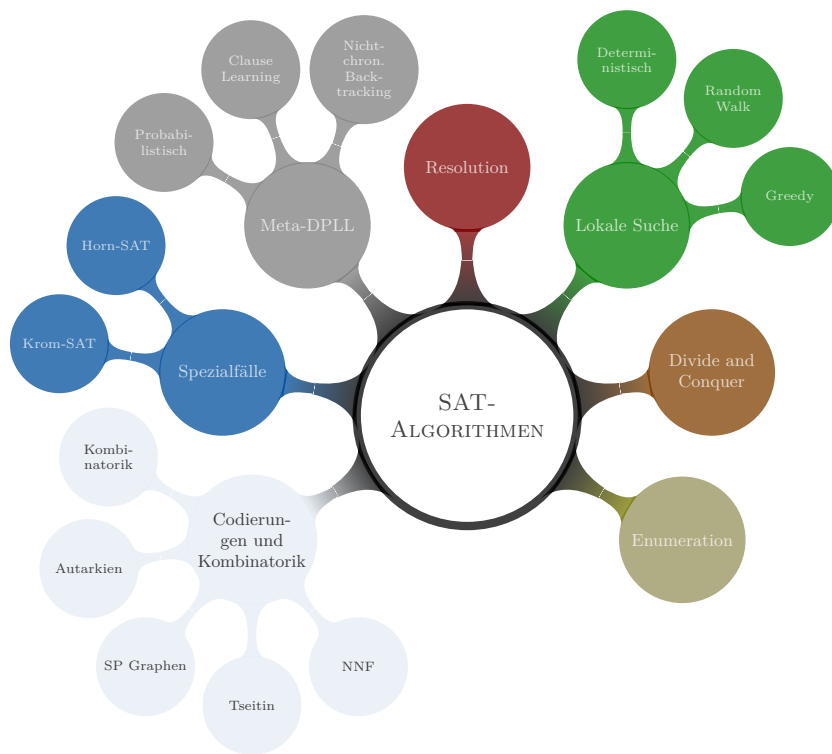 Nicht-
chron.
Back-
tracking
Clause
Learning
Probabi-
listisch
Meta-DPLL
Resolution
Determi-
nistisch
Random
Walk
Greedy
Lokale Suche
Horn-SAT
Krom-SAT
Spezialfälle
SAT-
ALGORITHMEN
Divide and
Conquer
Enumeration
Kombi-
natorik
Autarkien
SP Graphen
Tseitin
NNF
Codierun-
gen und
Kombinatorik